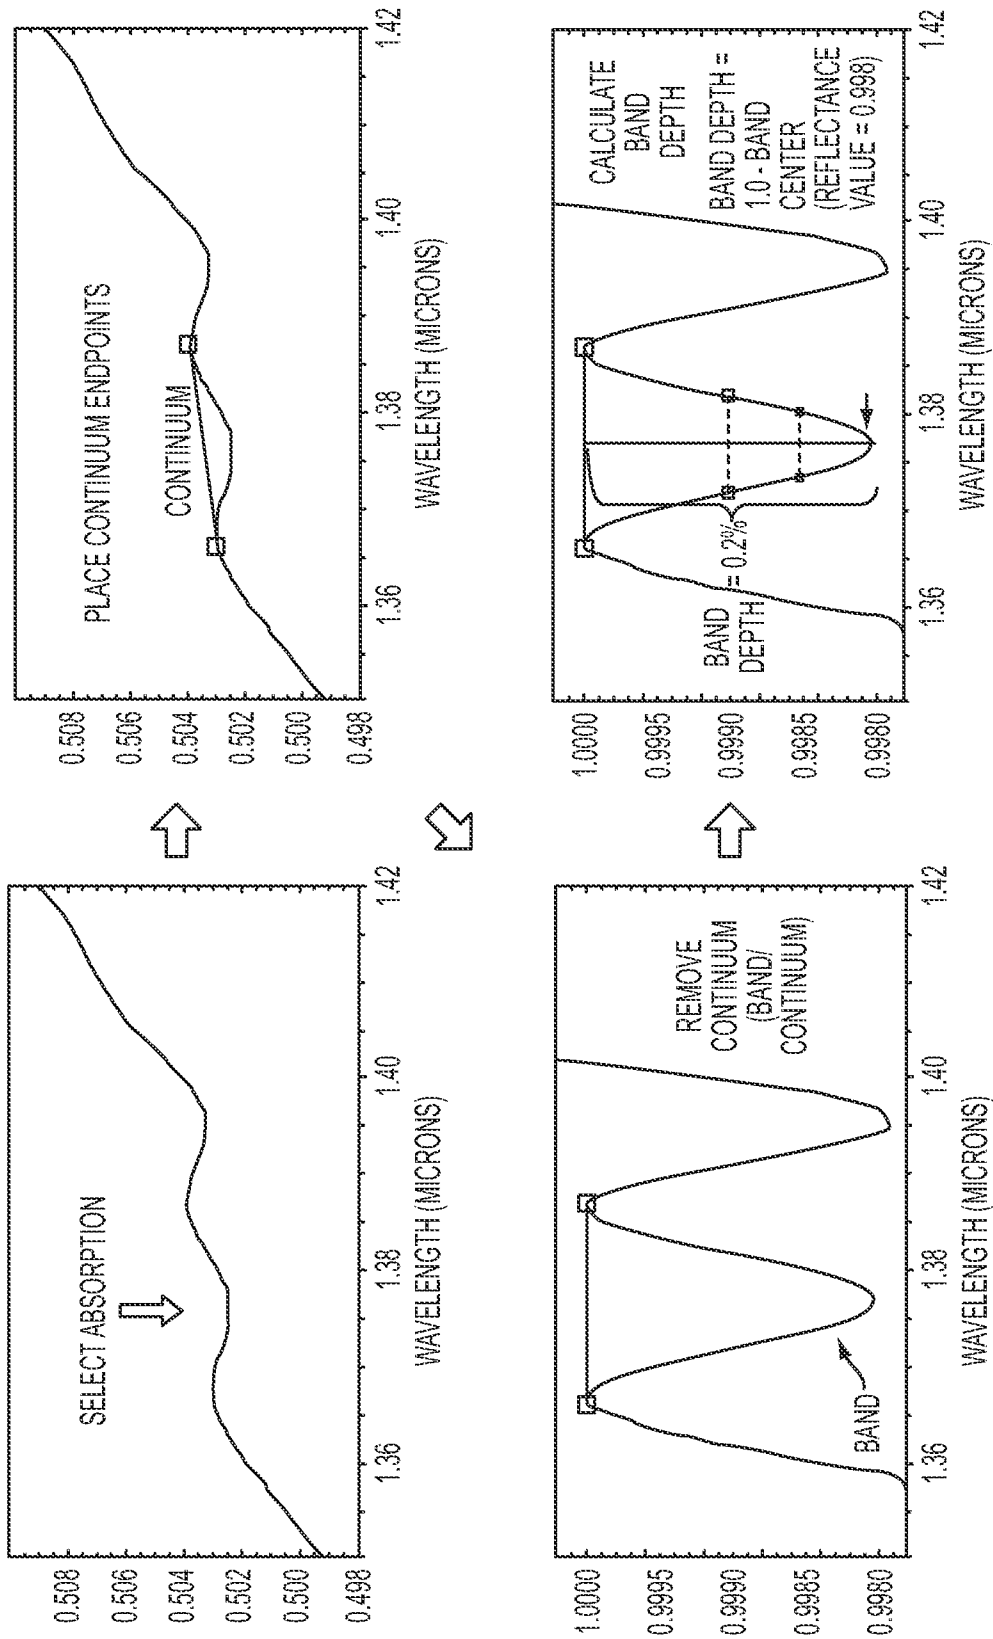 SELECT ABSORPTION
0.508
0.506
0.504
0.502
0.500
0.498
1.36
1.38
1.40
1.42
WAVELENGTH (MICRONS)
PLACE CONTINUUM ENDPOINTS
CONTINUUM
0.508
0.506
0.504
0.502
0.500
0.498
1.36
1.38
1.40
1.42
WAVELENGTH (MICRONS)
REMOVE
CONTINUUM
(BAND/
CONTINUUM)
BAND
1.0000
0.9995
0.9990
0.9985
0.9980
1.36
1.38
1.40
1.42
WAVELENGTH (MICRONS)
CALCULATE
BAND
DEPTH
BAND DEPTH =
1.0 - BAND
CENTER
(REFLECTANCE
VALUE = 0.998)
BAND
DEPTH = 0.2%
1.0000
0.9995
0.9990
0.9985
0.9980
1.36
1.38
1.40
1.42
WAVELENGTH (MICRONS)